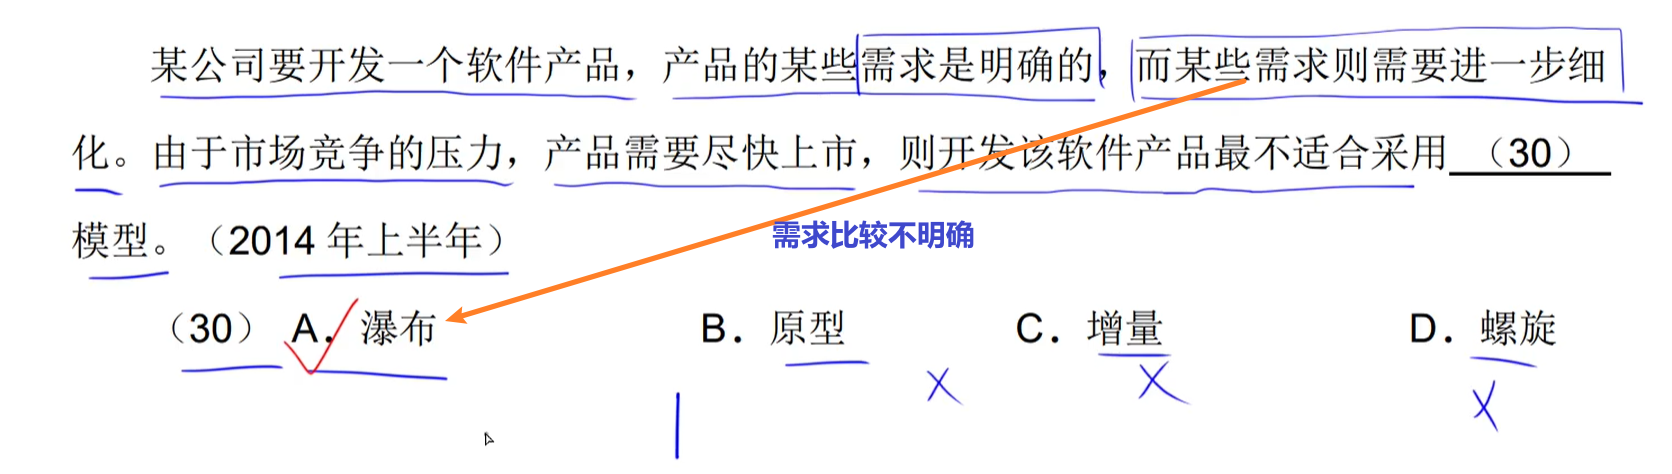 某公司要开发一个软件产品，产品的某些需求是明确的，而某些需求则需要进一步细
化。由于市场竞争的压力，产品需要尽快上市，则开发该软件产品最不适合采用 （30）
模型。（2014 年上半年）
需求比较不明确
（30） A．瀑布 B．原型 C．增量 D．螺旋